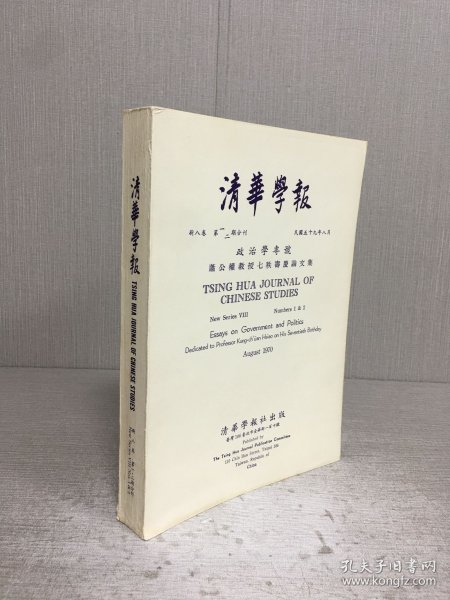 清華學報
新八卷 第一二期合刊 民國五十九年八月
政治學專號
蕭公權教授七秩壽慶論文集
TSING HUA JOURNAL OF
CHINESE STUDIES
New Series VIII Numbers 1 & 2
Essays on Government and Politics
Dedicated to Professor Kung-ch'üan Hsiao on His Seventieth Birthday
August 1970
清華學報社出版
Published by
The Tsing Hua Journal Publication Committee
Taiwan, Republic of
China
清華學報
TSING HUA JOURNAL OF CHINESE STUDIES
孔夫子旧书网
www.kongfz.com